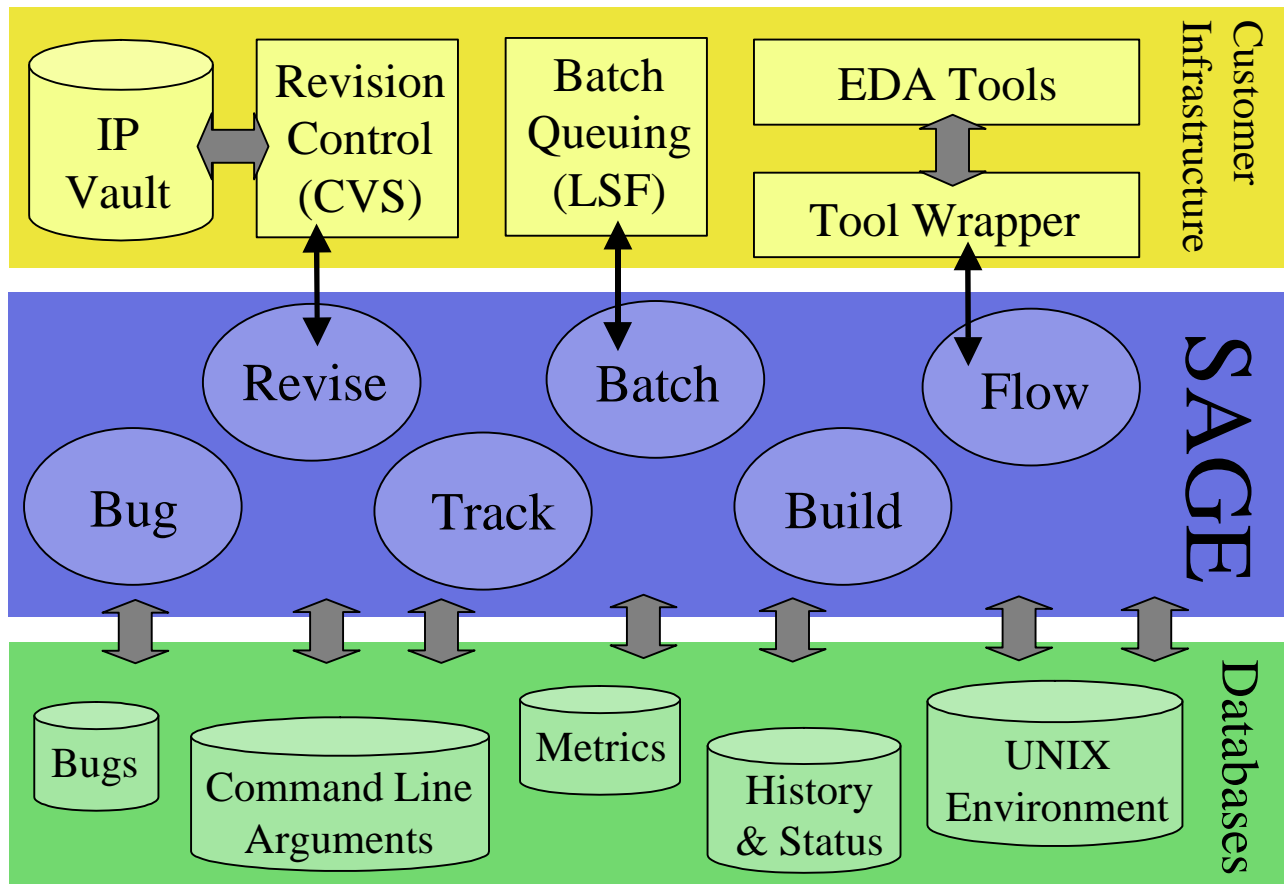 IP
Vault
Revision
Control
(CVS)
Batch
Queuing
(LSF)
EDA Tools
Tool Wrapper
Customer
Infrastructure
Revise
Batch
Flow
Bug
Track
Build
SAGE
Bugs
Command Line
Arguments
Metrics
History
& Status
UNIX
Environment
Databases